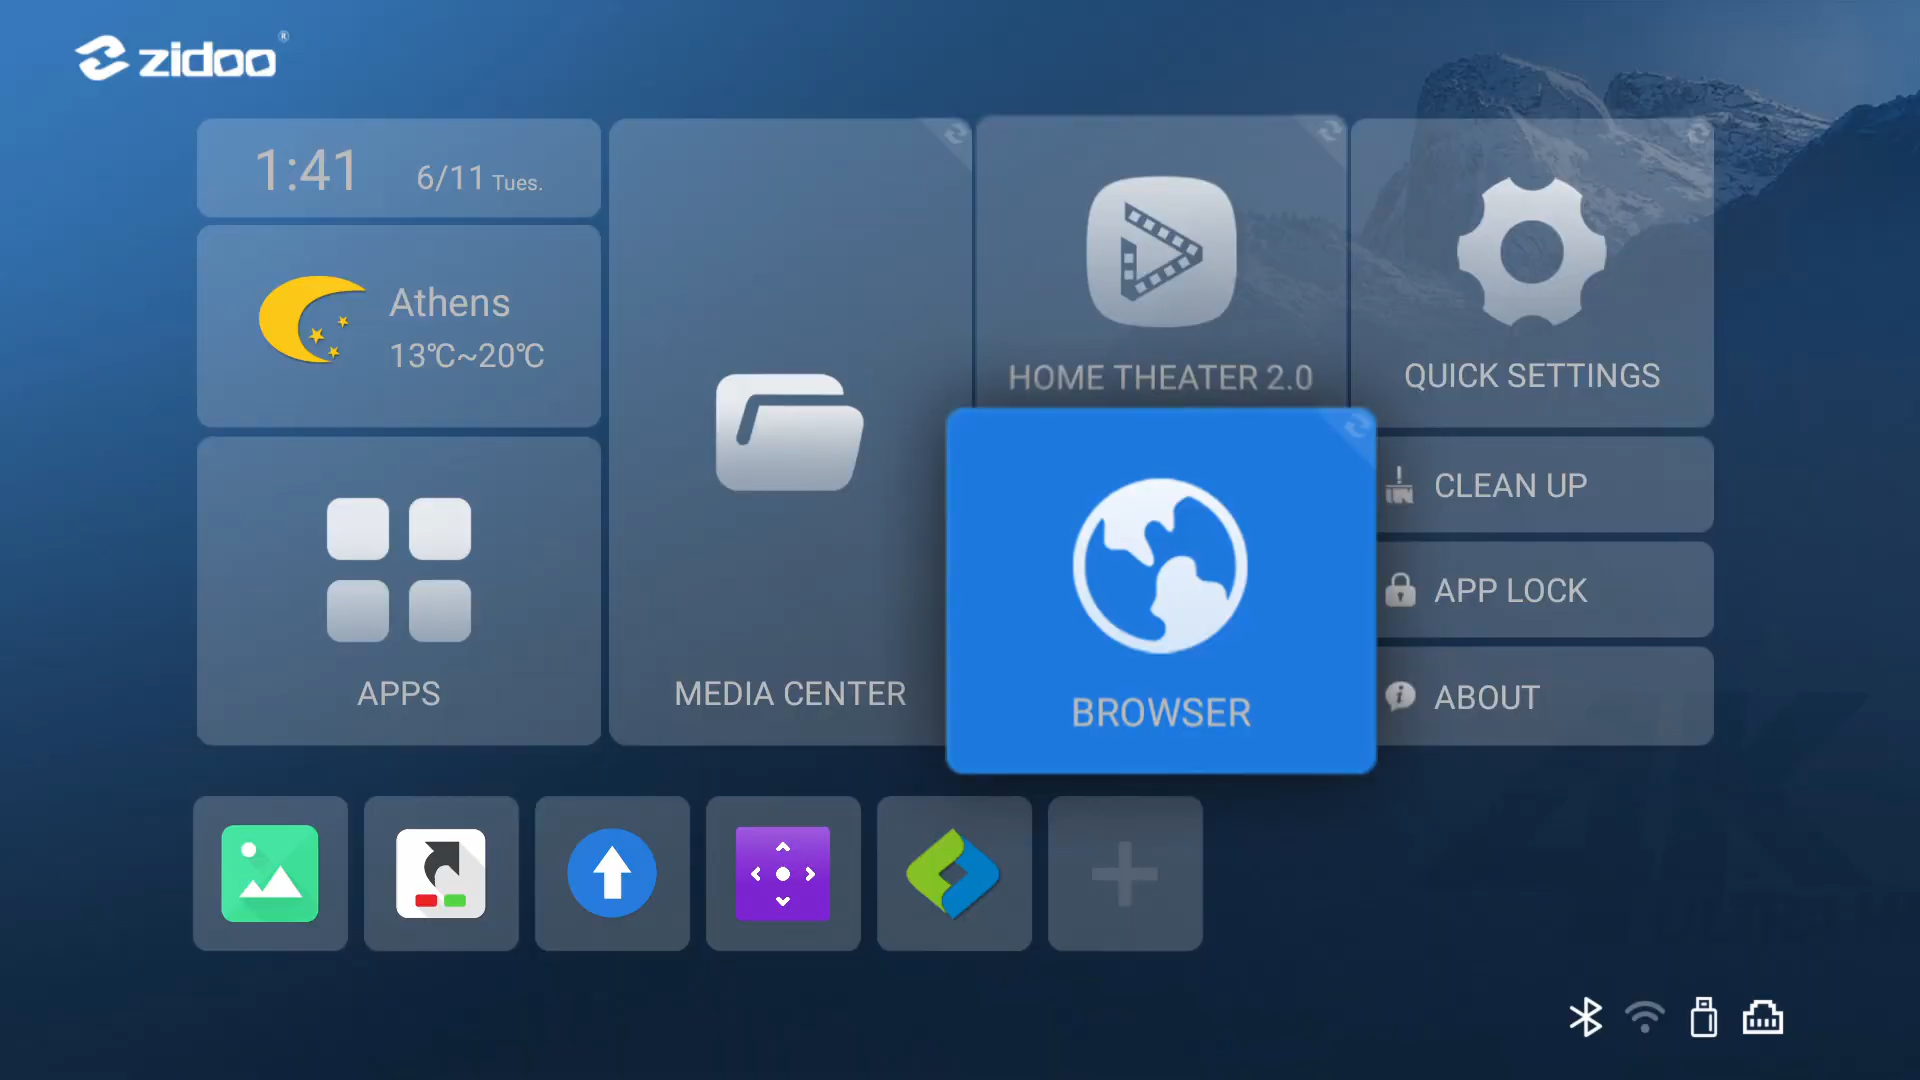 zidoo®
1:41 6/11 Tues.
Athens
13℃~20℃
APPS
MEDIA CENTER
HOME THEATER 2.0
QUICK SETTINGS
BROWSER
CLEAN UP
APP LOCK
ABOUT